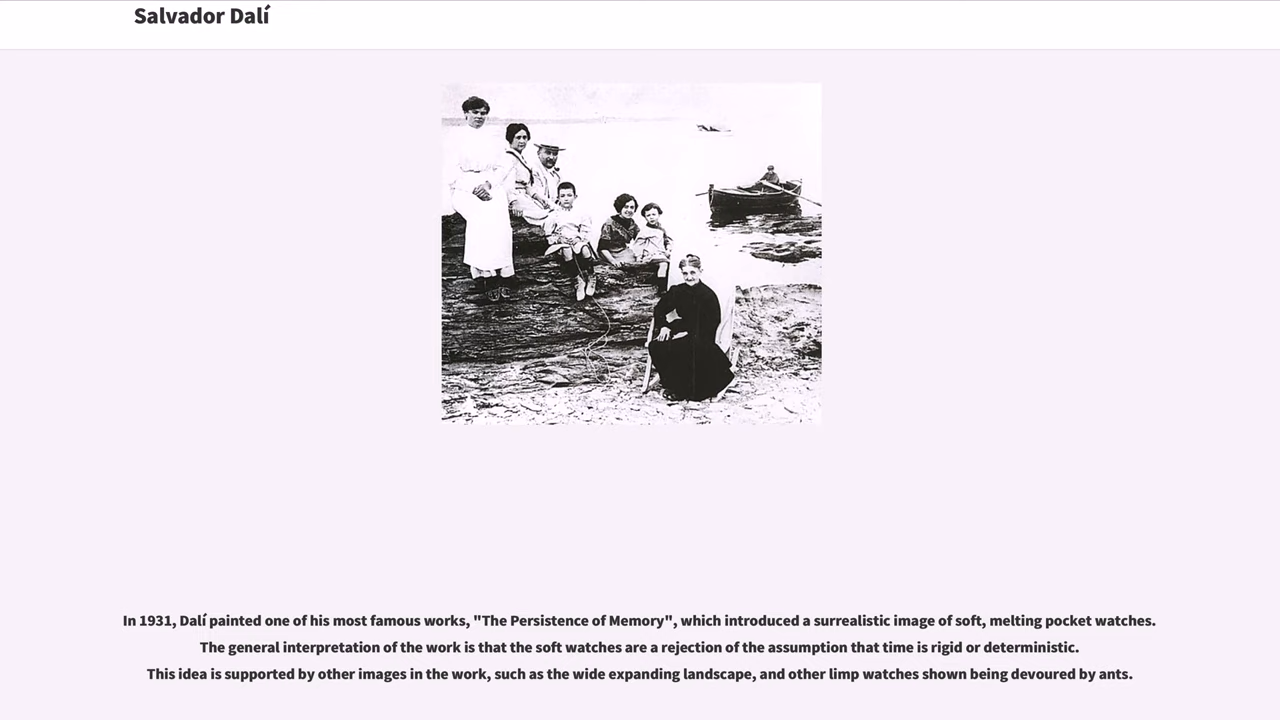 Salvador Dalí
In 1931, Dalí painted one of his most famous works, "The Persistence of Memory", which introduced a surrealistic image of soft, melting pocket watches.
The general interpretation of the work is that the soft watches are a rejection of the assumption that time is rigid or deterministic.
This idea is supported by other images in the work, such as the wide expanding landscape, and other limp watches shown being devoured by ants.